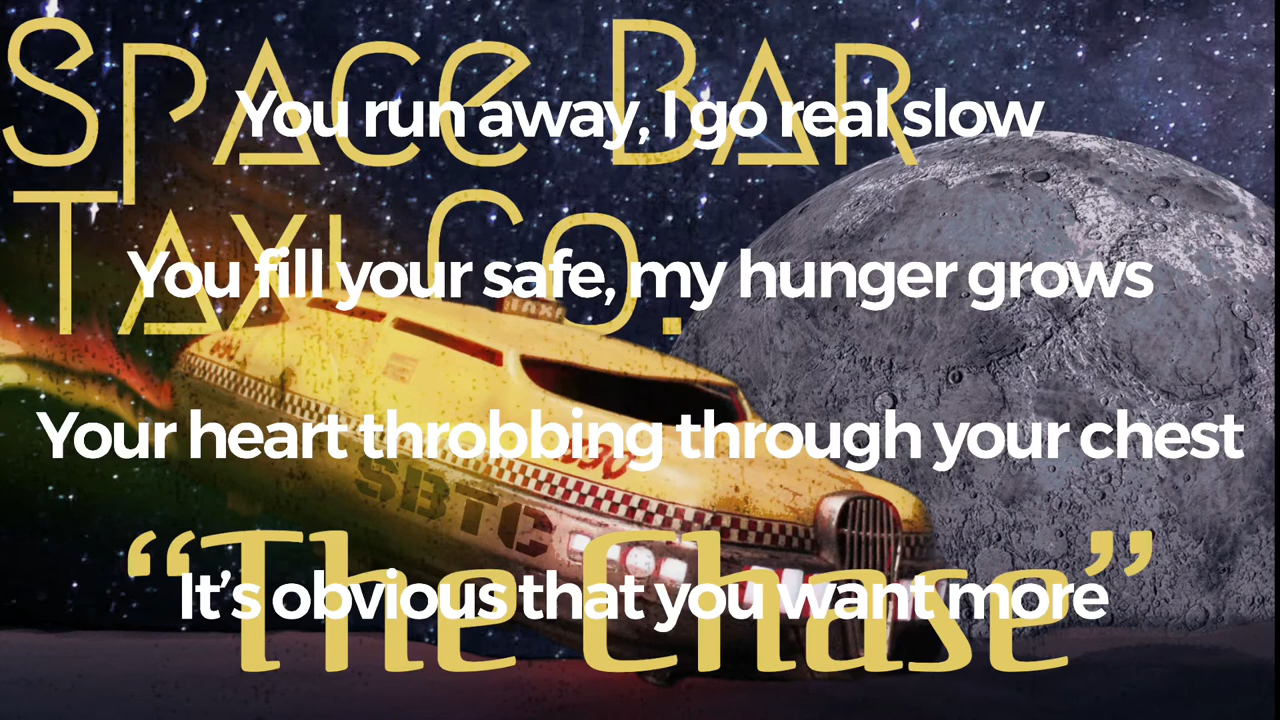 Space Bar
You run away, I go real slow
Taxi Co.
You fill your safe, my hunger grows
TAXI
Your heart throbbing through your chest
SBTC
“The Chase”
It’s obvious that you want more